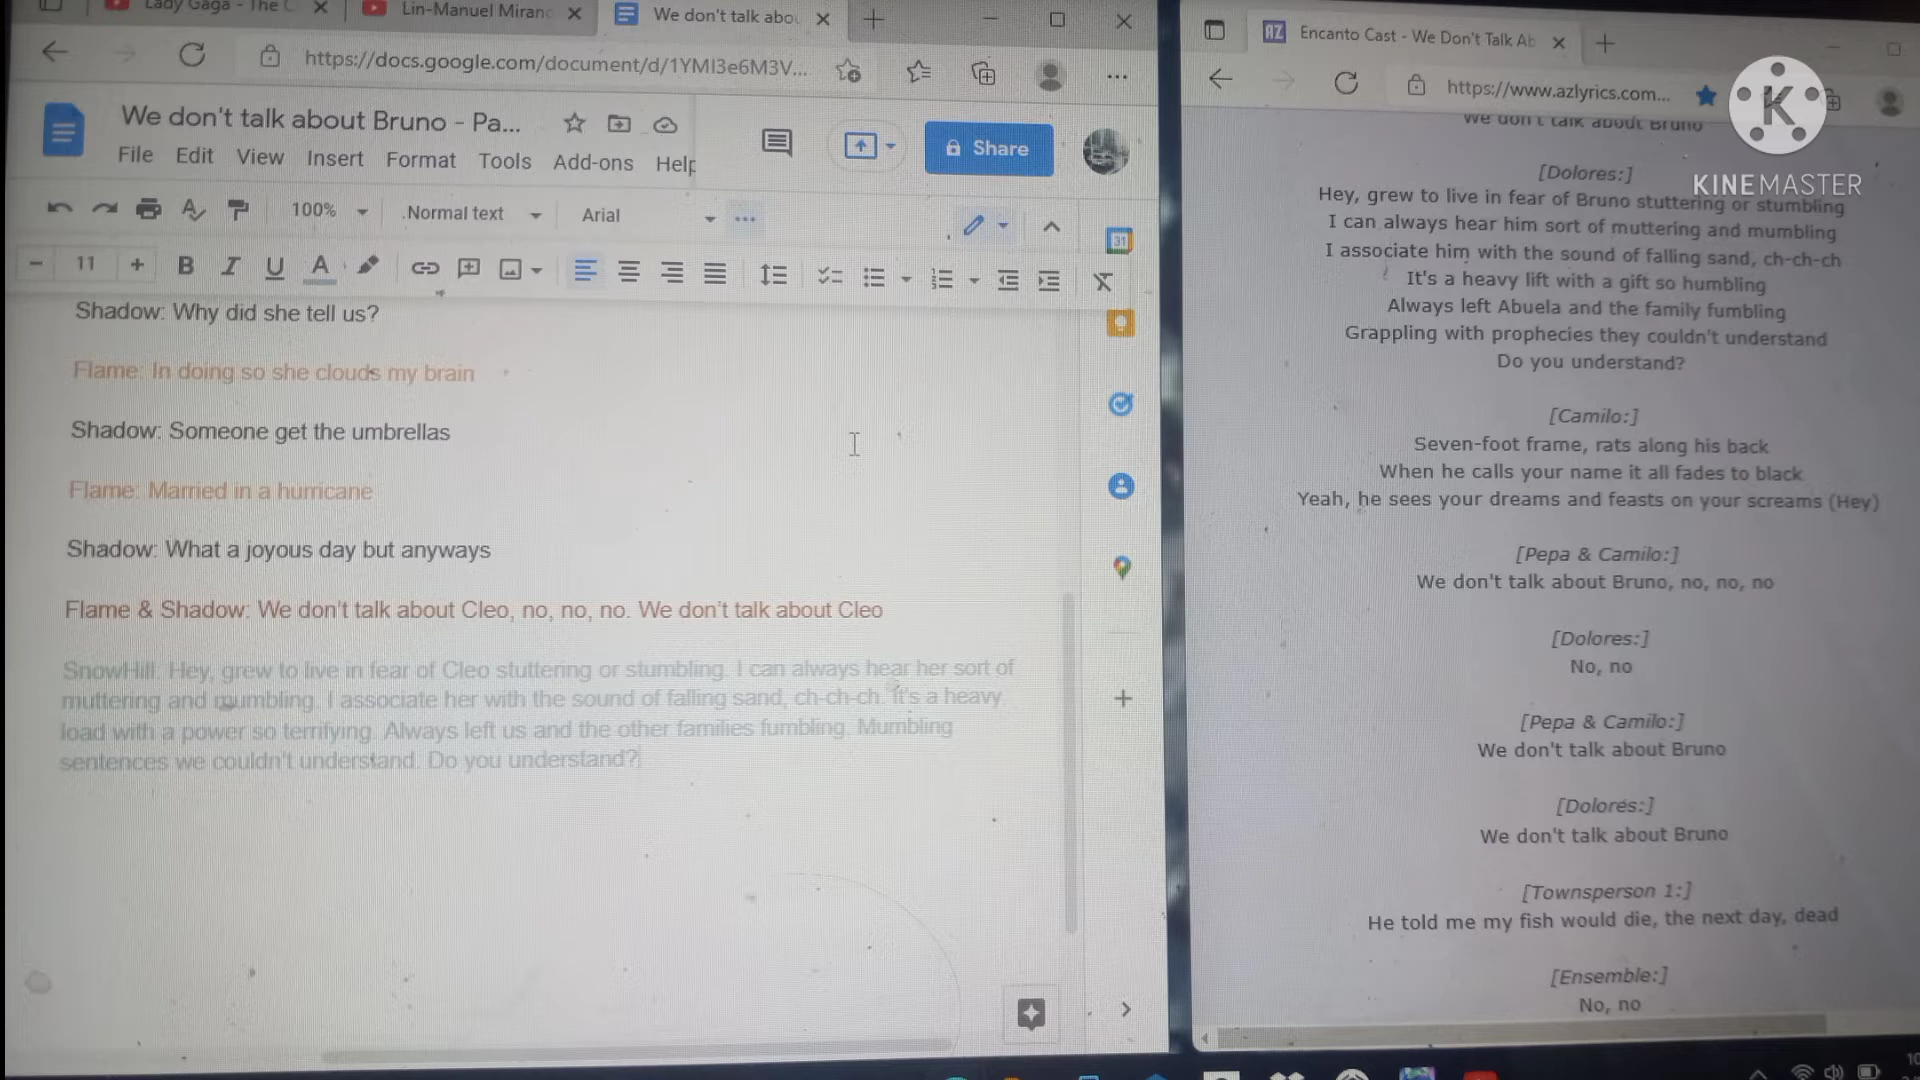 Lady Gaga - The
Lin-Manuel Miran
We don't talk abo
https://docs.google.com/document/d/1YMI3e6M3V...
We don't talk about Bruno - Pa...
File Edit View Insert Format Tools Add-ons Help
Share
100% Normal text Arial
11 B I U A
31
Shadow: Why did she tell us?
Flame: In doing so she clouds my brain
Shadow: Someone get the umbrellas
Flame: Married in a hurricane
Shadow: What a joyous day but anyways
Flame & Shadow: We don't talk about Cleo, no, no, no. We don't talk about Cleo
SnowHill: Hey, grew to live in fear of Cleo stuttering or stumbling. I can always hear her sort of
muttering and mumbling. I associate her with the sound of falling sand, ch-ch-ch. It's a heavy
load with a power so terrifying. Always left us and the other families fumbling. Mumbling
sentences we couldn't understand. Do you understand?
AZ Encanto Cast - We Don't Talk Ab
https://www.azlyrics.com...
K
KINEMASTER
We don't talk about Bruno
[Dolores:]
Hey, grew to live in fear of Bruno stuttering or stumbling
I can always hear him sort of muttering and mumbling
I associate him with the sound of falling sand, ch-ch-ch
It's a heavy lift with a gift so humbling
Always left Abuela and the family fumbling
Grappling with prophecies they couldn't understand
Do you understand?
[Camilo:]
Seven-foot frame, rats along his back
When he calls your name it all fades to black
Yeah, he sees your dreams and feasts on your screams (Hey)
[Pepa & Camilo:]
We don't talk about Bruno, no, no, no
[Dolores:]
No, no
[Pepa & Camilo:]
We don't talk about Bruno
[Dolores:]
We don't talk about Bruno
[Townsperson 1:]
He told me my fish would die, the next day, dead
[Ensemble:]
No, no